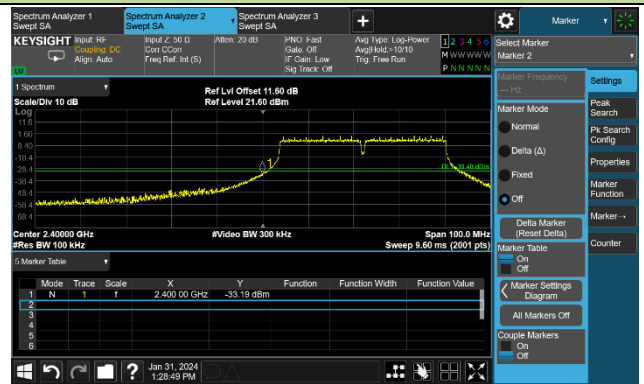 Spectrum Analyzer 1
Swept SA
Spectrum Analyzer 2
Swept SA
Spectrum Analyzer 3
Swept SA
Marker
KEYSIGHT
Input: RF
Coupling: DC
Align: Auto
Input Z: 50 Ω
Corr CCorr
Freq Ref: Int (S)
Atten: 20 dB
PNO: Fast
Gate: Off
IF Gain: Low
Sig Track: Off
Avg Type: Log-Power
Avg|Hold:>10/10
Trig: Free Run
1 2 3 4 5 6
M W W W W W
P N N N N N
Select Marker
Marker 2
1 Spectrum
Scale/Div 10 dB
Log
Ref Lvl Offset 11.60 dB
Ref Level 21.60 dBm
11.6
1.60
-8.40
-18.4
-28.4
-38.4
-48.4
-58.4
-68.4
1
Center 2.40000 GHz
#Res BW 100 kHz
#Video BW 300 kHz
Span 100.0 MHz
Sweep 9.60 ms (2001 pts)
5 Marker Table
Mode Trace Scale X Y Function Function Width Function Value
1 N 1 f 2.400 00 GHz -33.19 dBm
2
3
4
5
6
Marker Frequency
--- Hz
Marker Mode
Normal
Delta (Δ)
Fixed
Off
Delta Marker
(Reset Delta)
Marker Table
On
Off
Marker Settings
Diagram
All Markers Off
Couple Markers
On
Off
Settings
Peak
Search
Pk Search
Config
Properties
Marker
Function
Marker→
Counter
Jan 31, 2024
1:28:49 PM